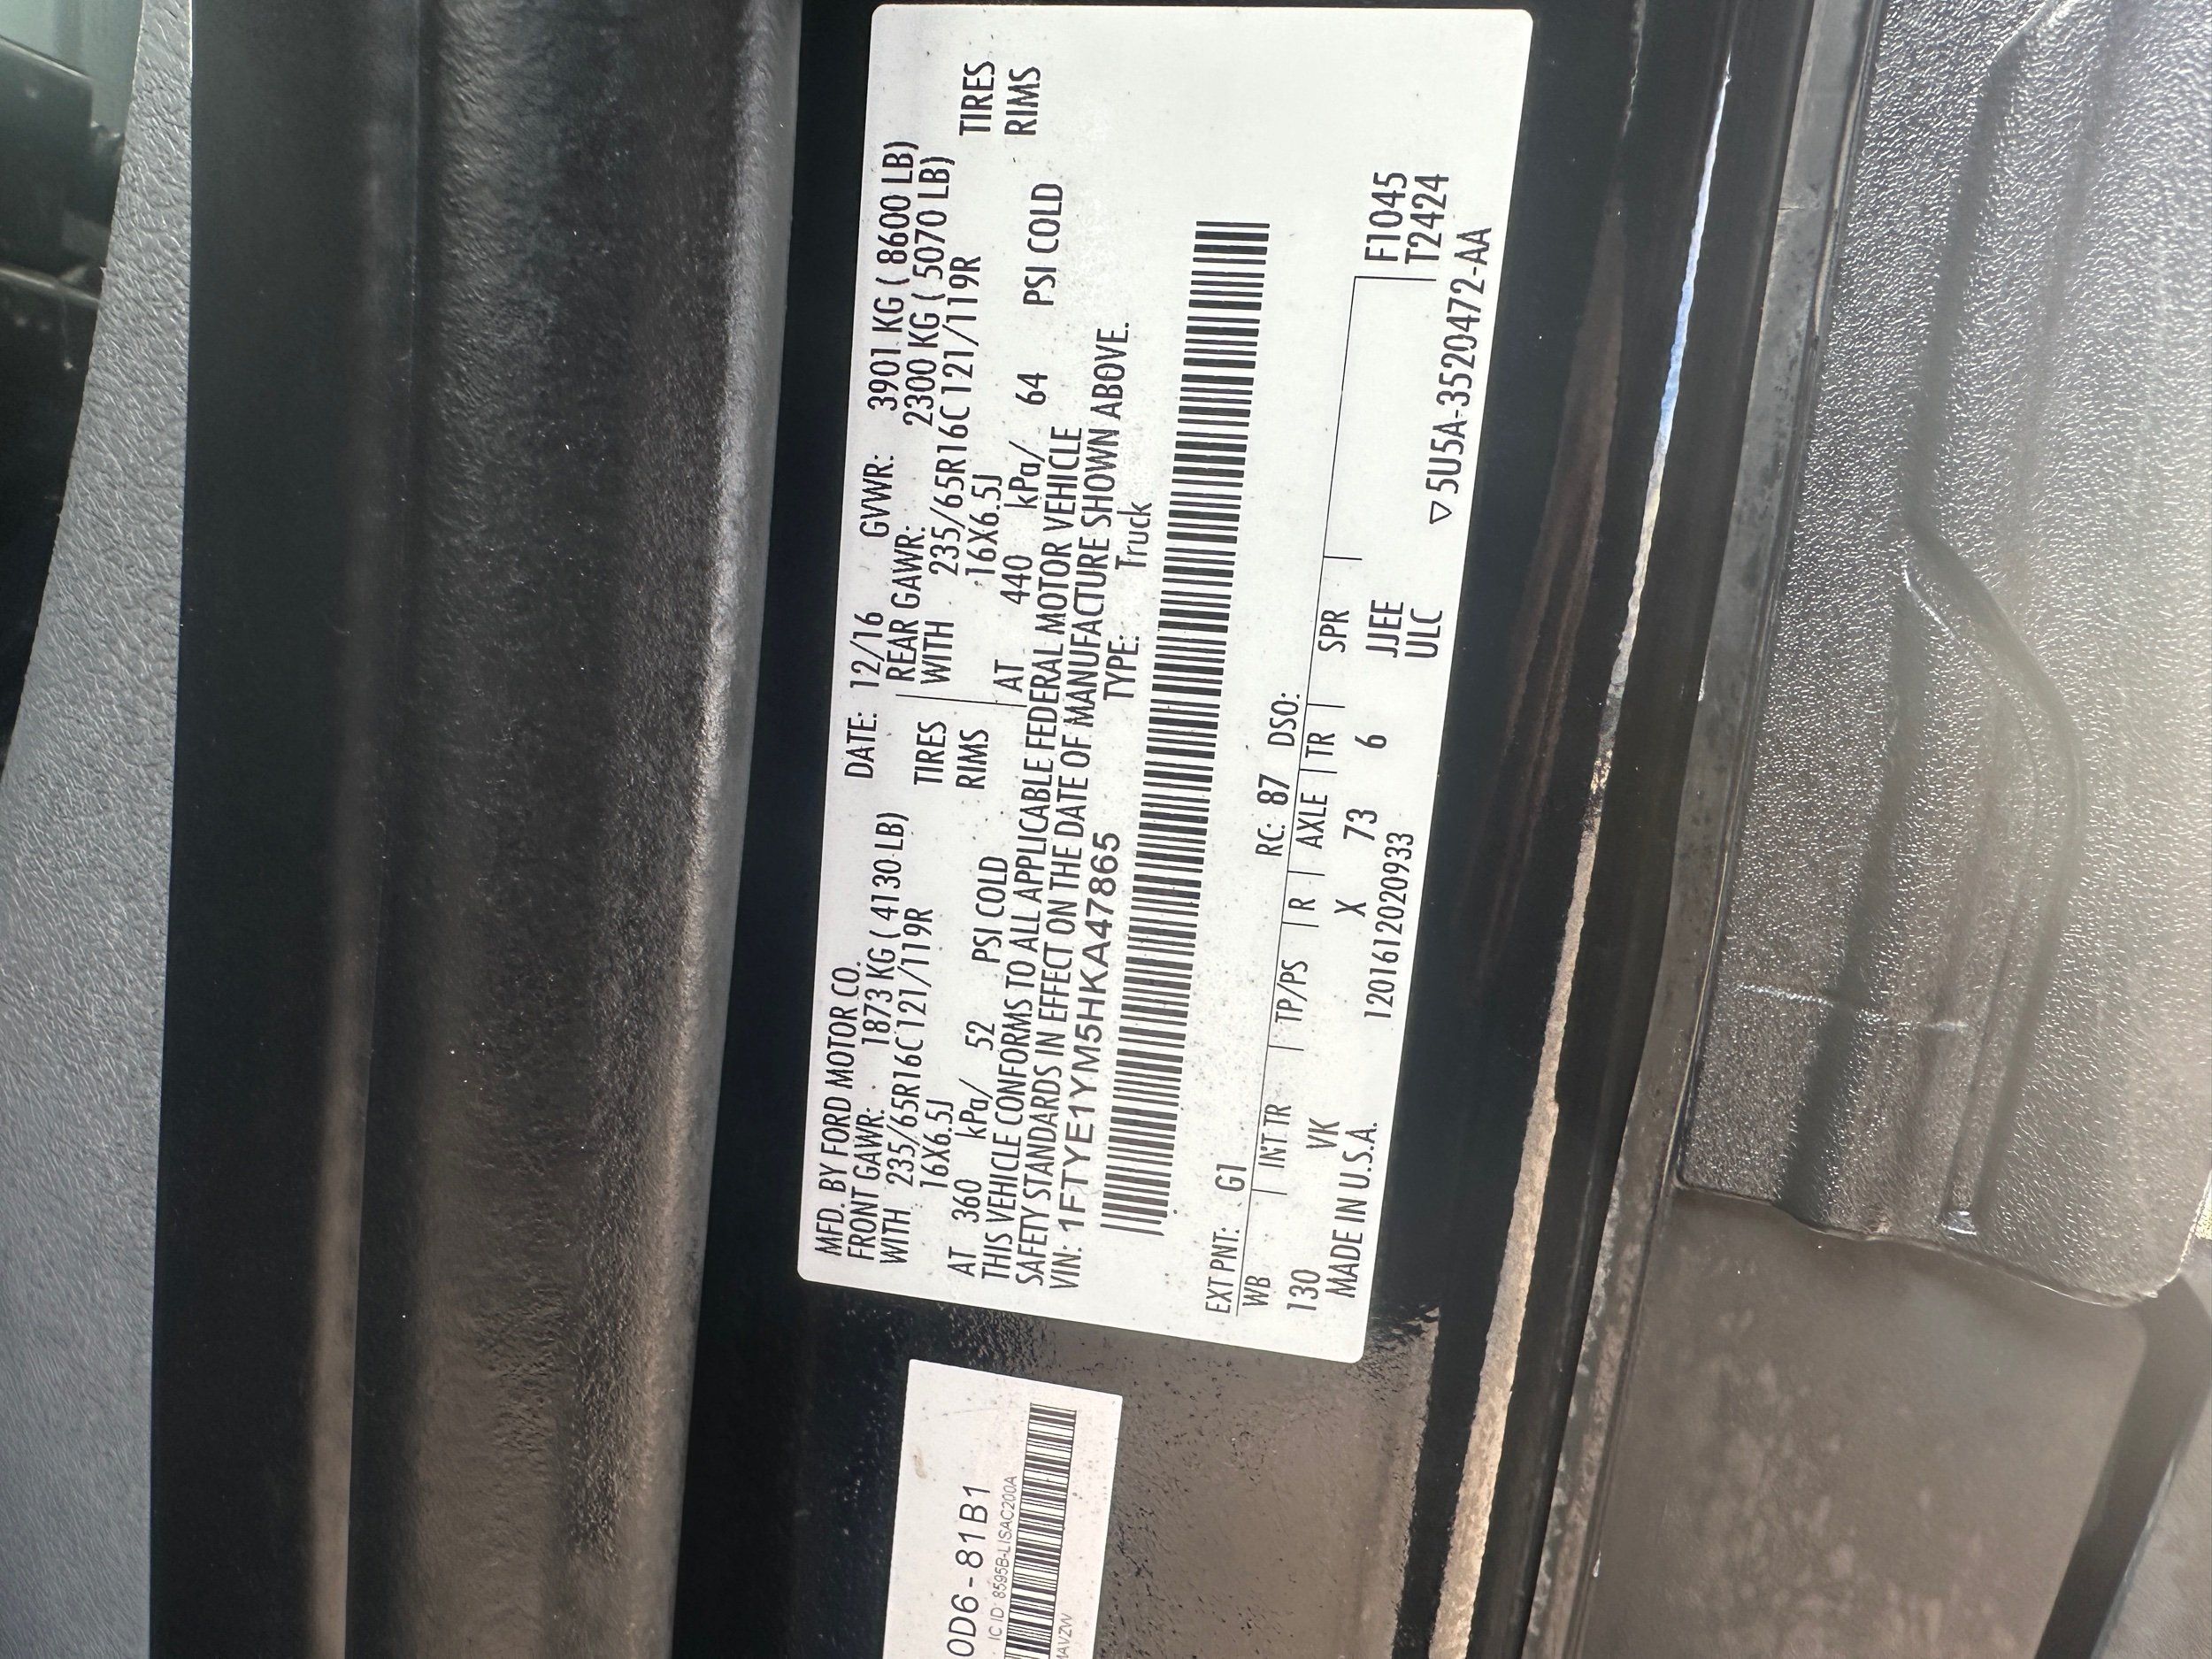 MFD. BY FORD MOTOR CO. DATE: 12/16 GVWR: 3901 KG ( 8600 LB)
FRONT GAWR: 1873 KG ( 4130 LB) REAR GAWR: 2300 KG ( 5070 LB)
WITH 235/65R16C 121/119R TIRES WITH 235/65R16C 121/119R TIRES
16X6.5J RIMS 16X6.5J RIMS
AT 360 kPa/ 52 PSI COLD AT 440 kPa/ 64 PSI COLD
THIS VEHICLE CONFORMS TO ALL APPLICABLE FEDERAL MOTOR VEHICLE
SAFETY STANDARDS IN EFFECT ON THE DATE OF MANUFACTURE SHOWN ABOVE.
VIN: 1FTYE1YM5HKA47865 TYPE: Truck
EXT PNT: G1 RC: 87 DSO:
WB INT TR TP/PS R AXLE TR SPR
130 VK X 73 6 JJEE F1045
MADE IN U.S.A. 1201612020933 ULC T2424
▽5U5A-3520472-AA
0D6-81B1
IC ID: 8595B-LISAC200A